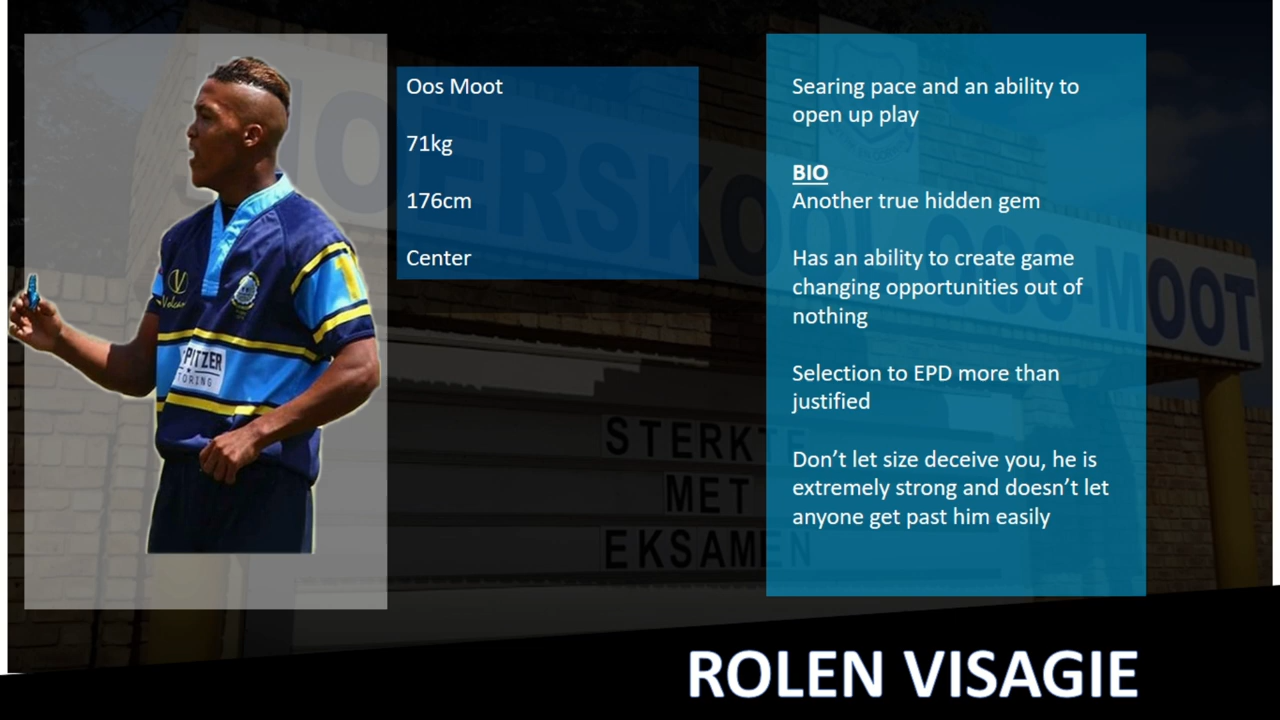 Oos Moot
71kg
176cm
Center
Searing pace and an ability to
open up play
BIO
Another true hidden gem
Has an ability to create game
changing opportunities out of
nothing
Selection to EPD more than
justified
Don’t let size deceive you, he is
extremely strong and doesn’t let
anyone get past him easily
HOËRSKOOL OOS MOOT
STERKTE
MET
EKSAMEN
PITZER
TORING
ROLEN VISAGIE